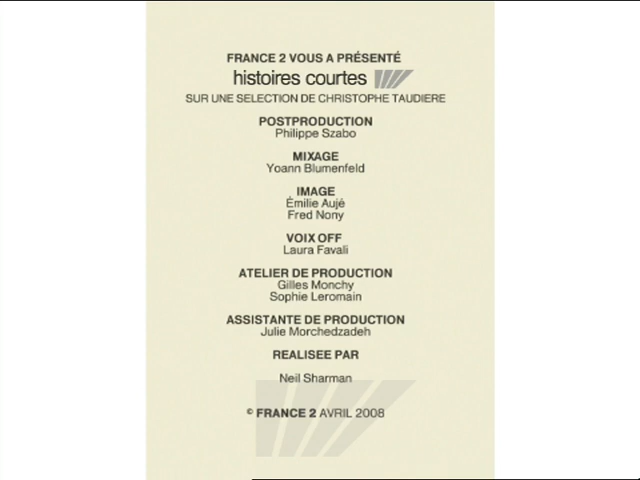 FRANCE 2 VOUS A PRÉSENTÉ
histoires courtes
SUR UNE SELECTION DE CHRISTOPHE TAUDIERE
POSTPRODUCTION
Philippe Szabo
MIXAGE
Yoann Blumenfeld
IMAGE
Émilie Aujé
Fred Nony
VOIX OFF
Laura Favali
ATELIER DE PRODUCTION
Gilles Monchy
Sophie Leromain
ASSISTANTE DE PRODUCTION
Julie Morchedzadeh
REALISEE PAR
Neil Sharman
© FRANCE 2 AVRIL 2008